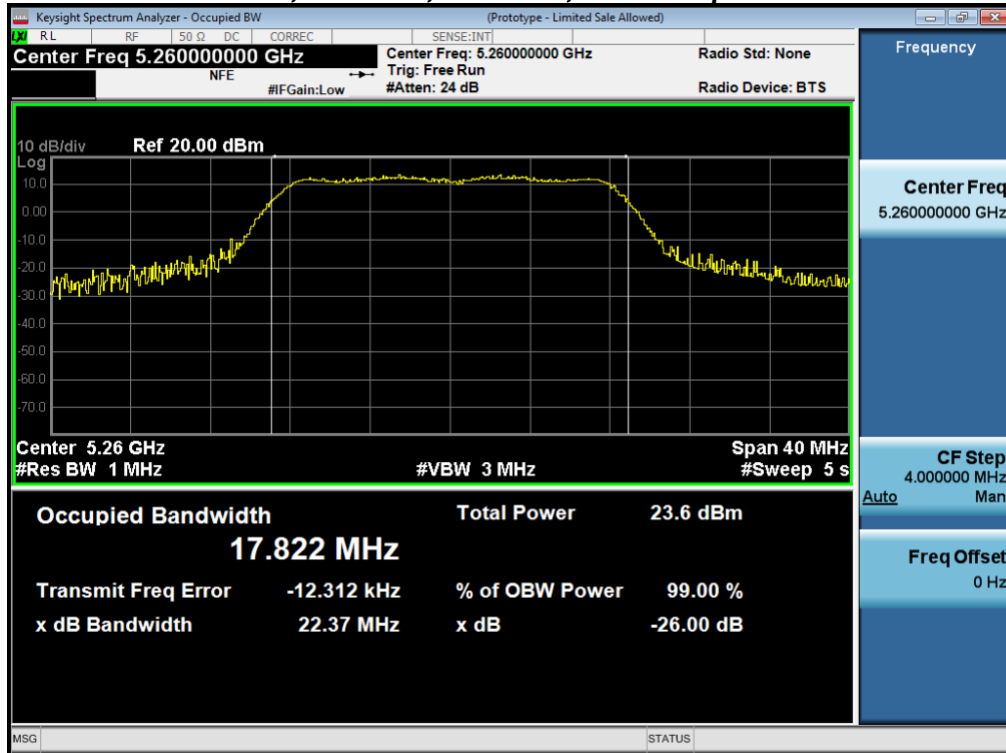 Keysight Spectrum Analyzer - Occupied BW (Prototype - Limited Sale Allowed)
LXI RL RF 50 Ω DC CORREC SENSE:INT
Center Freq 5.260000000 GHz
NFE
#IFGain:Low
Center Freq: 5.260000000 GHz
Trig: Free Run
#Atten: 24 dB
Radio Std: None
Radio Device: BTS
10 dB/div Ref 20.00 dBm
Log
10.0
0.00
-10.0
-20.0
-30.0
-40.0
-50.0
-60.0
-70.0
Center 5.26 GHz Span 40 MHz
#Res BW 1 MHz #VBW 3 MHz #Sweep 5 s
Occupied Bandwidth Total Power 23.6 dBm
17.822 MHz
Transmit Freq Error -12.312 kHz % of OBW Power 99.00 %
x dB Bandwidth 22.37 MHz x dB -26.00 dB
Frequency
Center Freq
5.260000000 GHz
CF Step
4.000000 MHz
Auto Man
Freq Offset
0 Hz
MSG STATUS